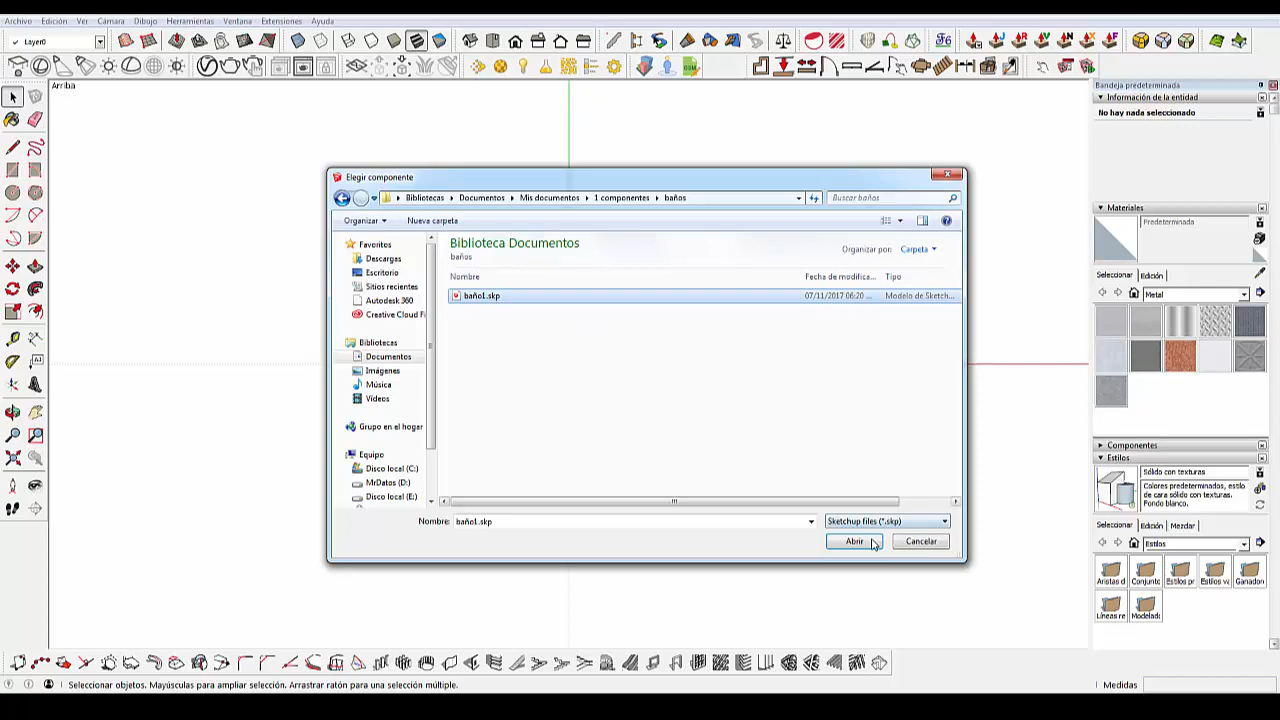 Archivo Edición Ver Cámara Dibujo Herramientas Ventana Extensiones Ayuda
Layer0
Arriba
Bandeja predeterminada
Información de la entidad
No hay nada seleccionado
Elegir componente
Bibliotecas Documentos Mis documentos 1 componentes baños
Buscar baños
Organizar Nueva carpeta
Favoritos
Descargas
Escritorio
Sitios recientes
Autodesk 360
Creative Cloud Fi
Bibliotecas
Documentos
Imágenes
Música
Vídeos
Grupo en el hogar
Equipo
Disco local (C:)
MrDatos (D:)
Disco local (E:)
Biblioteca Documentos
baños
Organizar por: Carpeta
Nombre Fecha de modifica... Tipo
baño1.skp 07/11/2017 06:20 ... Modelo de Sketch...
Nombre: baño1.skp
Sketchup files (*.skp)
Abrir Cancelar
Materiales
Predeterminada
Seleccionar Edición
Metal
Componentes
Estilos
Sólido con texturas
Colores predeterminados, estilo
de cara sólido con texturas.
Fondo blanco.
Seleccionar Edición Mezclar
Estilos
Aristas d Conjunto Estilos pr Estilos va Ganador
Líneas re Modelad
Seleccionar objetos. Mayúsculas para ampliar selección. Arrastrar ratón para una selección múltiple.
Medidas